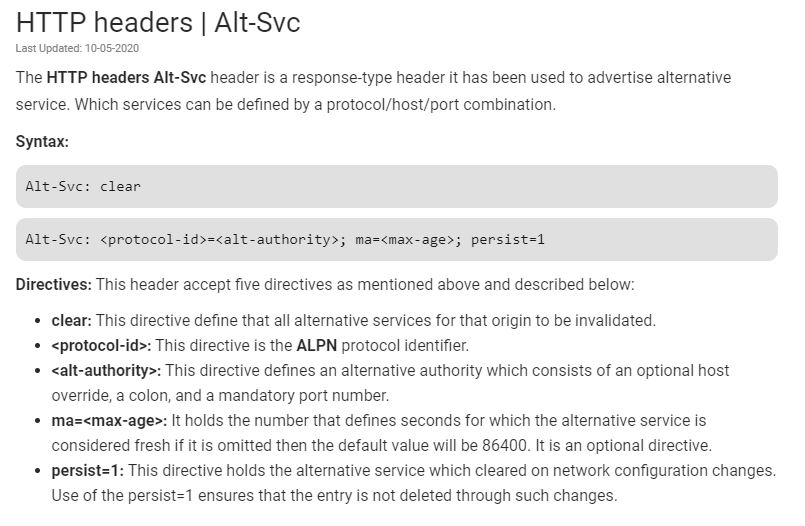 HTTP headers | Alt-Svc
Last Updated: 10-05-2020
The HTTP headers Alt-Svc header is a response-type header it has been used to advertise alternative
service. Which services can be defined by a protocol/host/port combination.
Syntax:
Alt-Svc: clear
Alt-Svc: <protocol-id>=<alt-authority>; ma=<max-age>; persist=1
Directives: This header accept five directives as mentioned above and described below:
• clear: This directive define that all alternative services for that origin to be invalidated.
• <protocol-id>: This directive is the ALPN protocol identifier.
• <alt-authority>: This directive defines an alternative authority which consists of an optional host
override, a colon, and a mandatory port number.
• ma=<max-age>: It holds the number that defines seconds for which the alternative service is
considered fresh if it is omitted then the default value will be 86400. It is an optional directive.
• persist=1: This directive holds the alternative service which cleared on network configuration changes.
Use of the persist=1 ensures that the entry is not deleted through such changes.